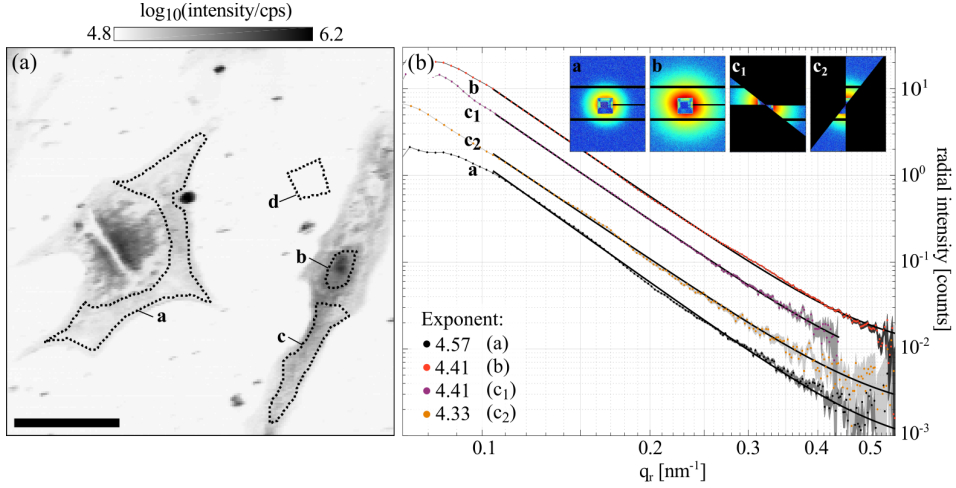 log10(intensity/cps)
4.8
6.2
(a)
d
b
c
a
(b)
a
b
c1
c2
b
c1
c2
a
10^1
10^0
10^-1
10^-2
10^-3
radial intensity [counts]
Exponent:
4.57 (a)
4.41 (b)
4.41 (c1)
4.33 (c2)
0.1
0.2
0.3
0.4
0.5
qr [nm-1]